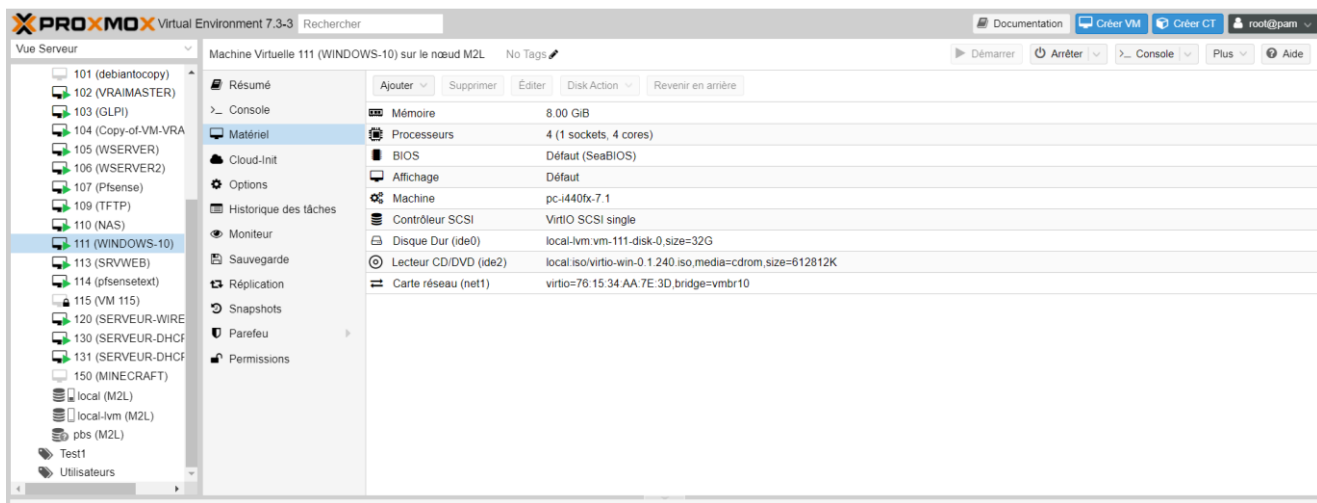 PROXMOX Virtual Environment 7.3-3 Rechercher Documentation Créer VM Créer CT root@pam
Vue Serveur
Machine Virtuelle 111 (WINDOWS-10) sur le nœud M2L No Tags Démarrer Arrêter Console Plus Aide
101 (debiantocopy)
102 (VRAIMASTER)
103 (GLPI)
104 (Copy-of-VM-VRA
105 (WSERVER)
106 (WSERVER2)
107 (Pfsense)
109 (TFTP)
110 (NAS)
111 (WINDOWS-10)
113 (SRVWEB)
114 (pfsensetext)
115 (VM 115)
120 (SERVEUR-WIRE
130 (SERVEUR-DHCP
131 (SERVEUR-DHCP
150 (MINECRAFT)
local (M2L)
local-lvm (M2L)
pbs (M2L)
Test1
Utilisateurs
Résumé
>_ Console
Matériel
Cloud-Init
Options
Historique des tâches
Moniteur
Sauvegarde
Réplication
Snapshots
Parefeu
Permissions
Ajouter Supprimer Éditer Disk Action Revenir en arrière
Mémoire 8.00 GiB
Processeurs 4 (1 sockets, 4 cores)
BIOS Défaut (SeaBIOS)
Affichage Défaut
Machine pc-i440fx-7.1
Contrôleur SCSI VirtIO SCSI single
Disque Dur (ide0) local-lvm:vm-111-disk-0,size=32G
Lecteur CD/DVD (ide2) local:iso/virtio-win-0.1.240.iso,media=cdrom,size=612812K
Carte réseau (net1) virtio=76:15:34:AA:7E:3D,bridge=vmbr10